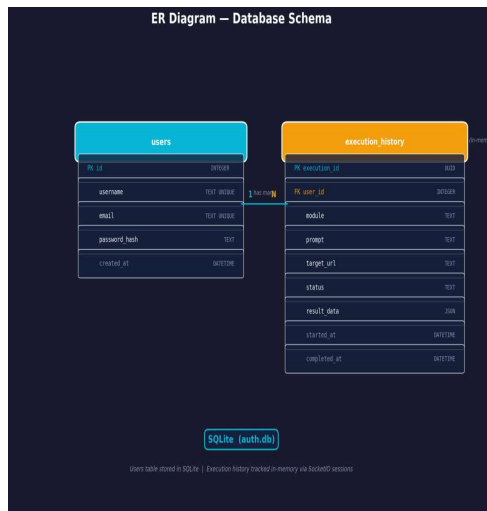 ER Diagram — Database Schema
users
PK id INTEGER
username TEXT UNIQUE
email TEXT UNIQUE
password_hash TEXT
created_at DATETIME
1 has N
execution_history
PK execution_id UUID
FK user_id INTEGER
module TEXT
prompt TEXT
target_url TEXT
status TEXT
result_data JSON
started_at DATETIME
completed_at DATETIME
SQLite (auth.db)
Users table stored in SQLite | Execution history tracked in-memory via SocketIO sessions